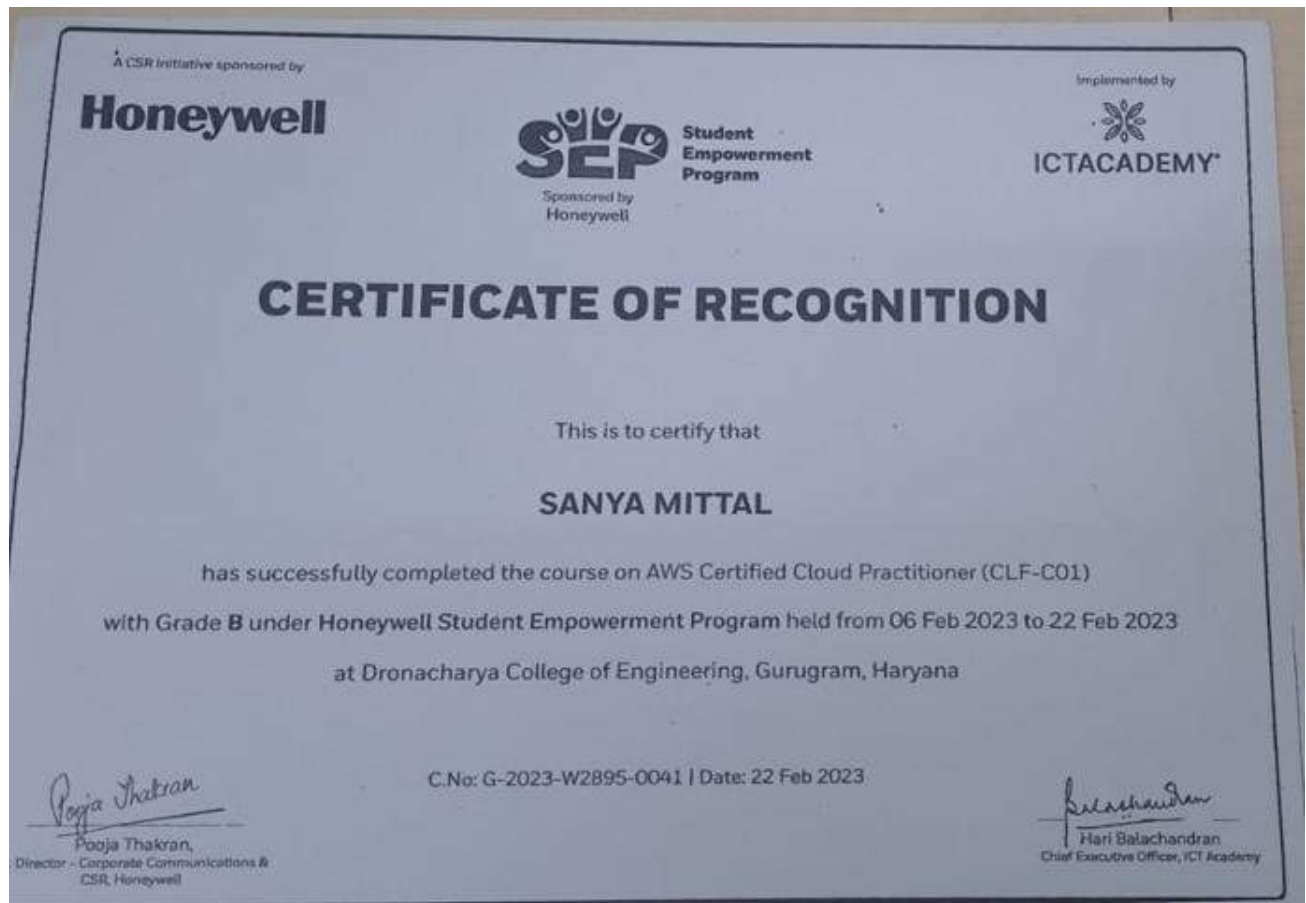 A CSR initiative sponsored by
Honeywell
SEP
Student
Empowerment
Program
Sponsored by
Honeywell
Implemented by
ICTACADEMY
CERTIFICATE OF RECOGNITION
This is to certify that
SANYA MITTAL
has successfully completed the course on AWS Certified Cloud Practitioner (CLF-C01)
with Grade B under Honeywell Student Empowerment Program held from 06 Feb 2023 to 22 Feb 2023
at Dronacharya College of Engineering, Gurugram, Haryana
C.No: G-2023-W2895-0041 | Date: 22 Feb 2023
Pooja Thakran
Pooja Thakran,
Director - Corporate Communications &
CSR, Honeywell
Balachandran
Hari Balachandran
Chief Executive Officer, ICT Academy